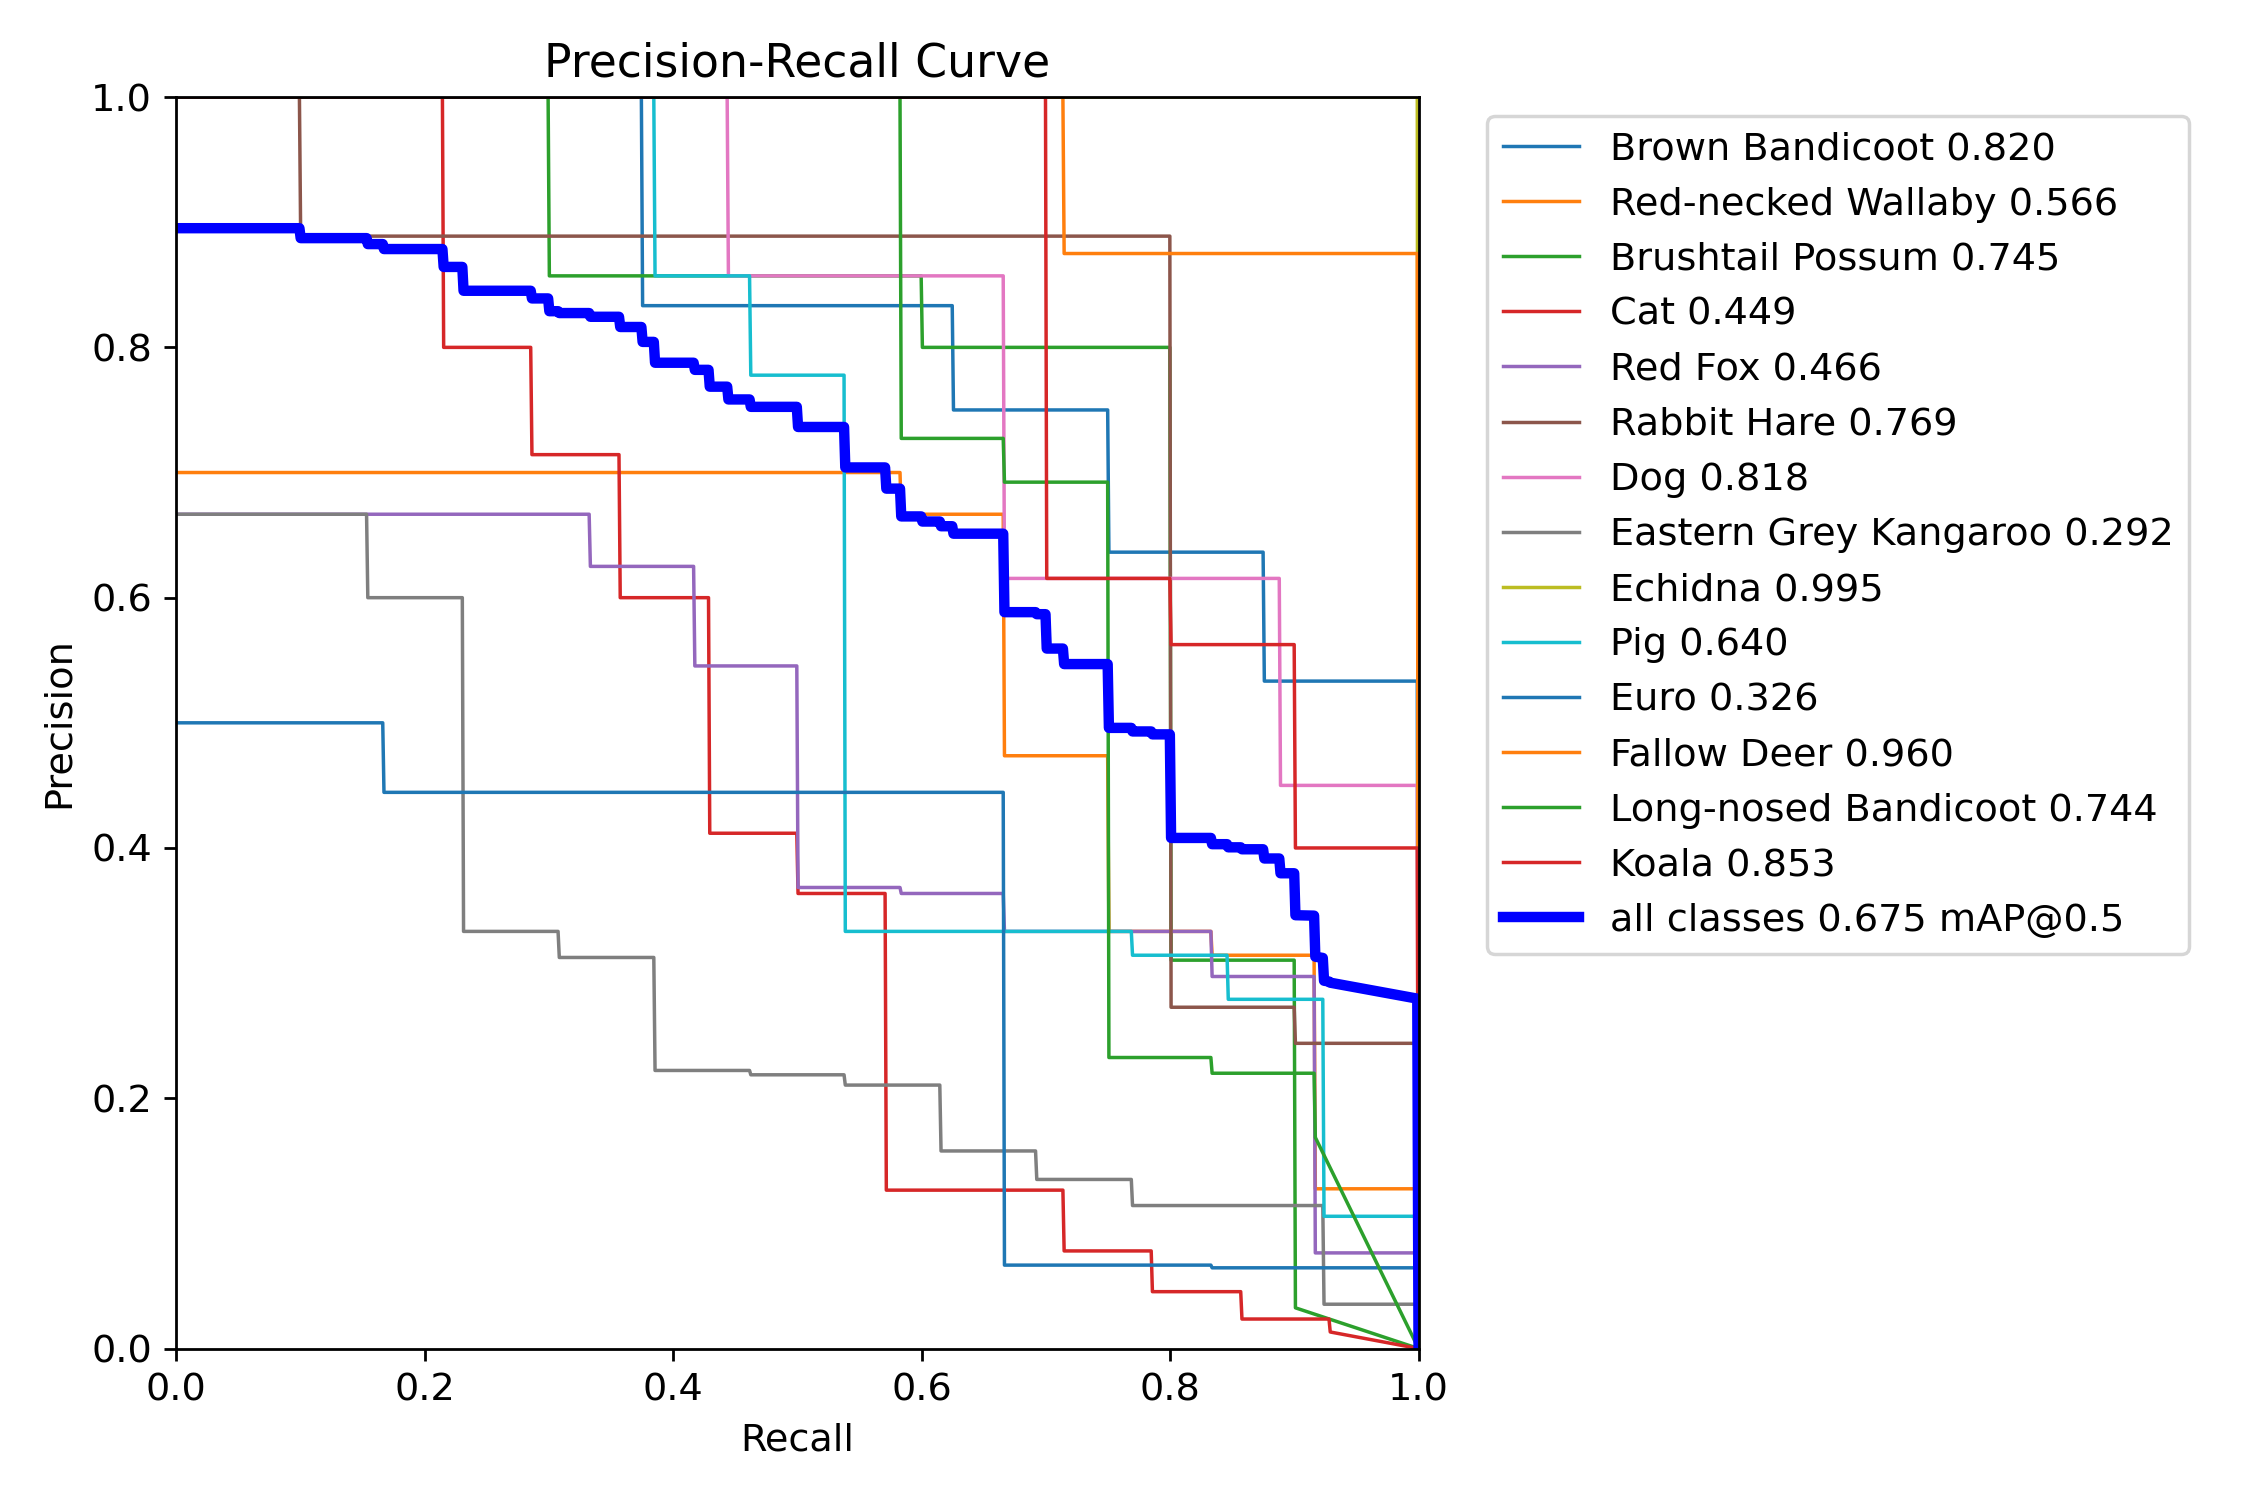 Precision-Recall Curve
1.0
0.8
0.6
0.4
0.2
0.0
Precision
0.0 0.2 0.4 0.6 0.8 1.0
Recall
Brown Bandicoot 0.820
Red-necked Wallaby 0.566
Brushtail Possum 0.745
Cat 0.449
Red Fox 0.466
Rabbit Hare 0.769
Dog 0.818
Eastern Grey Kangaroo 0.292
Echidna 0.995
Pig 0.640
Euro 0.326
Fallow Deer 0.960
Long-nosed Bandicoot 0.744
Koala 0.853
all classes 0.675 mAP@0.5